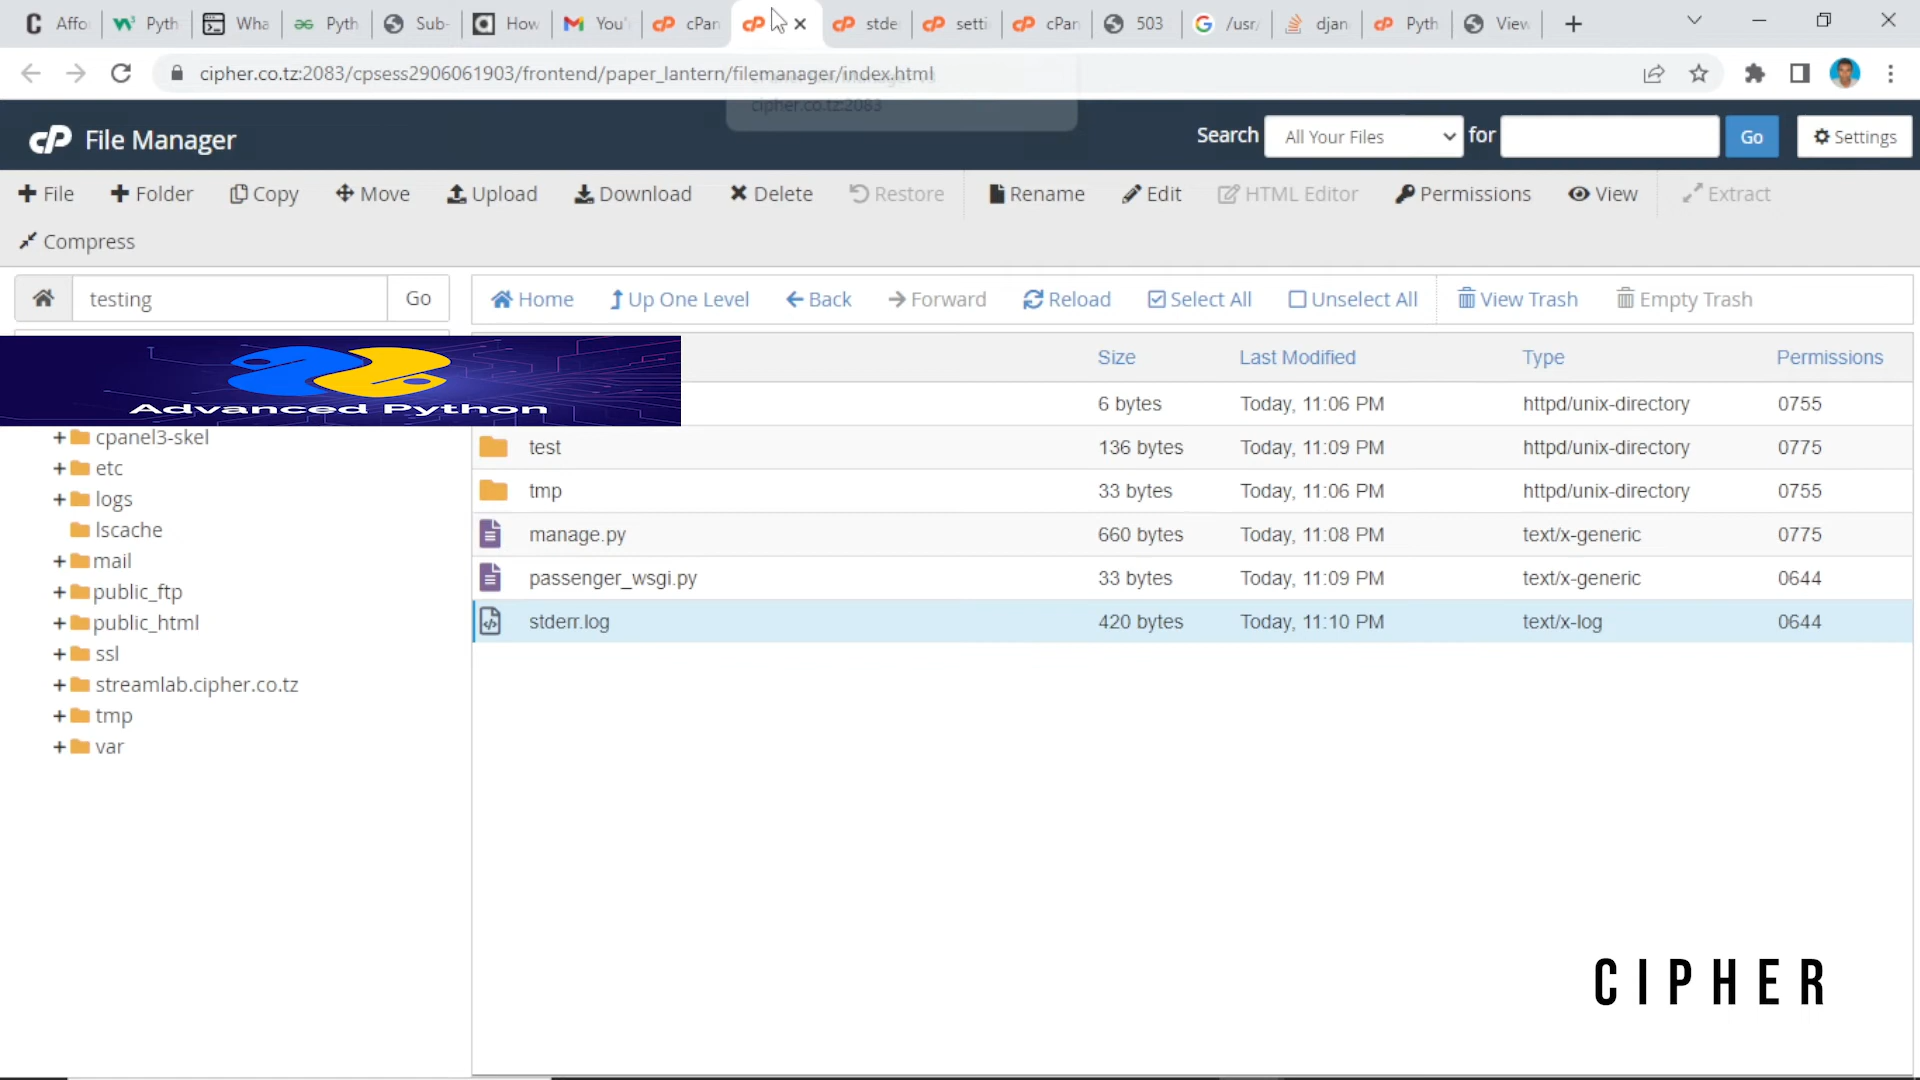 Affo
Pyth
Wha
Pyth
Sub-
How
You'
cPan
stde
setti
cPan
503
/usr/
djan
Pyth
View
cipher.co.tz:2083/cpsess2906061903/frontend/paper_lantern/filemanager/index.html
cipher.co.tz:2083
cP File Manager
Search All Your Files for Go Settings
File Folder Copy Move Upload Download Delete Restore Rename Edit HTML Editor Permissions View Extract
Compress
testing Go
Home Up One Level Back Forward Reload Select All Unselect All View Trash Empty Trash
Advanced Python
cpanel3-skel
etc
logs
lscache
mail
public_ftp
public_html
ssl
streamlab.cipher.co.tz
tmp
var
Size Last Modified Type Permissions
6 bytes Today, 11:06 PM httpd/unix-directory 0755
test 136 bytes Today, 11:09 PM httpd/unix-directory 0775
tmp 33 bytes Today, 11:06 PM httpd/unix-directory 0755
manage.py 660 bytes Today, 11:08 PM text/x-generic 0775
passenger_wsgi.py 33 bytes Today, 11:09 PM text/x-generic 0644
stderr.log 420 bytes Today, 11:10 PM text/x-log 0644
CIPHER